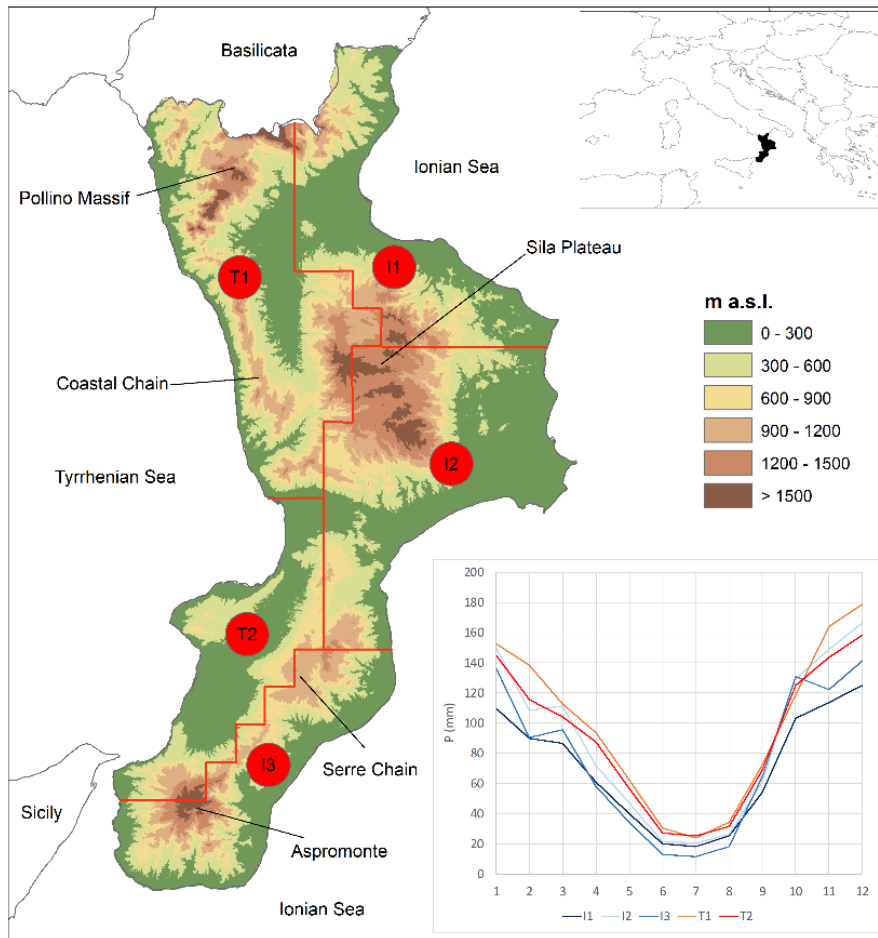 Basilicata
Ionian Sea
Pollino Massif
Sila Plateau
T1
I1
m a.s.l.
0 - 300
300 - 600
600 - 900
900 - 1200
1200 - 1500
> 1500
Coastal Chain
I2
Tyrrhenian Sea
T2
Serre Chain
I3
Sicily
Aspromonte
Ionian Sea
200
180
160
140
120
100
80
60
40
20
0
P (mm)
1 2 3 4 5 6 7 8 9 10 11 12
I1 I2 I3 T1 T2